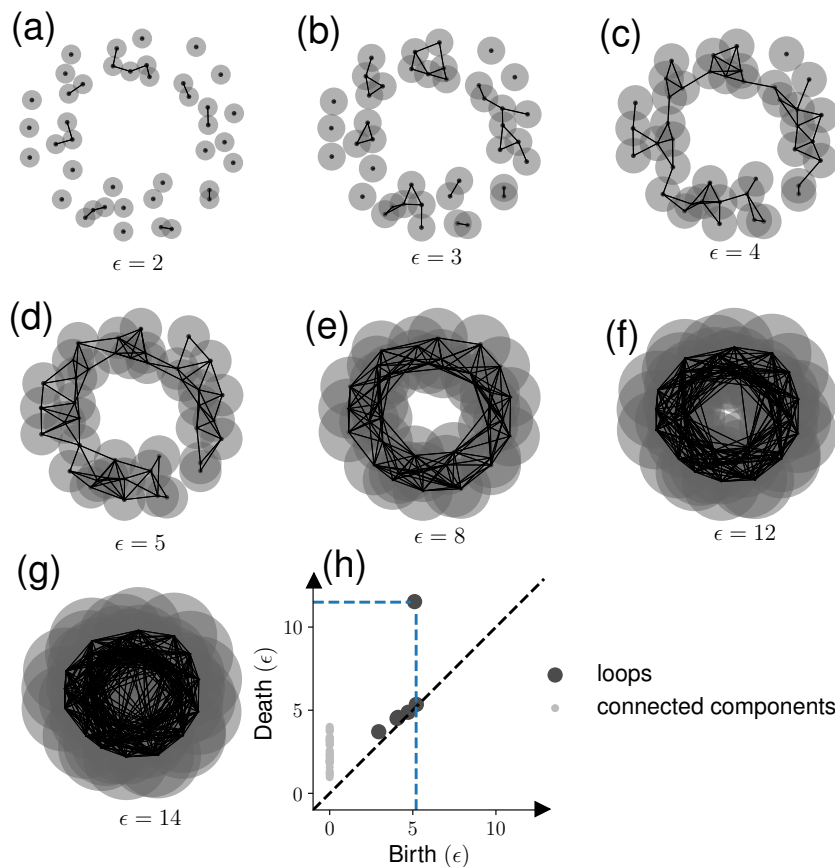 (a)
(b)
(c)
ϵ = 2
ϵ = 3
ϵ = 4
(d)
(e)
(f)
ϵ = 5
ϵ = 8
ϵ = 12
(g)
(h)
ϵ = 14
Death (ϵ)
10
5
0
0 5 10
Birth (ϵ)
loops
connected components